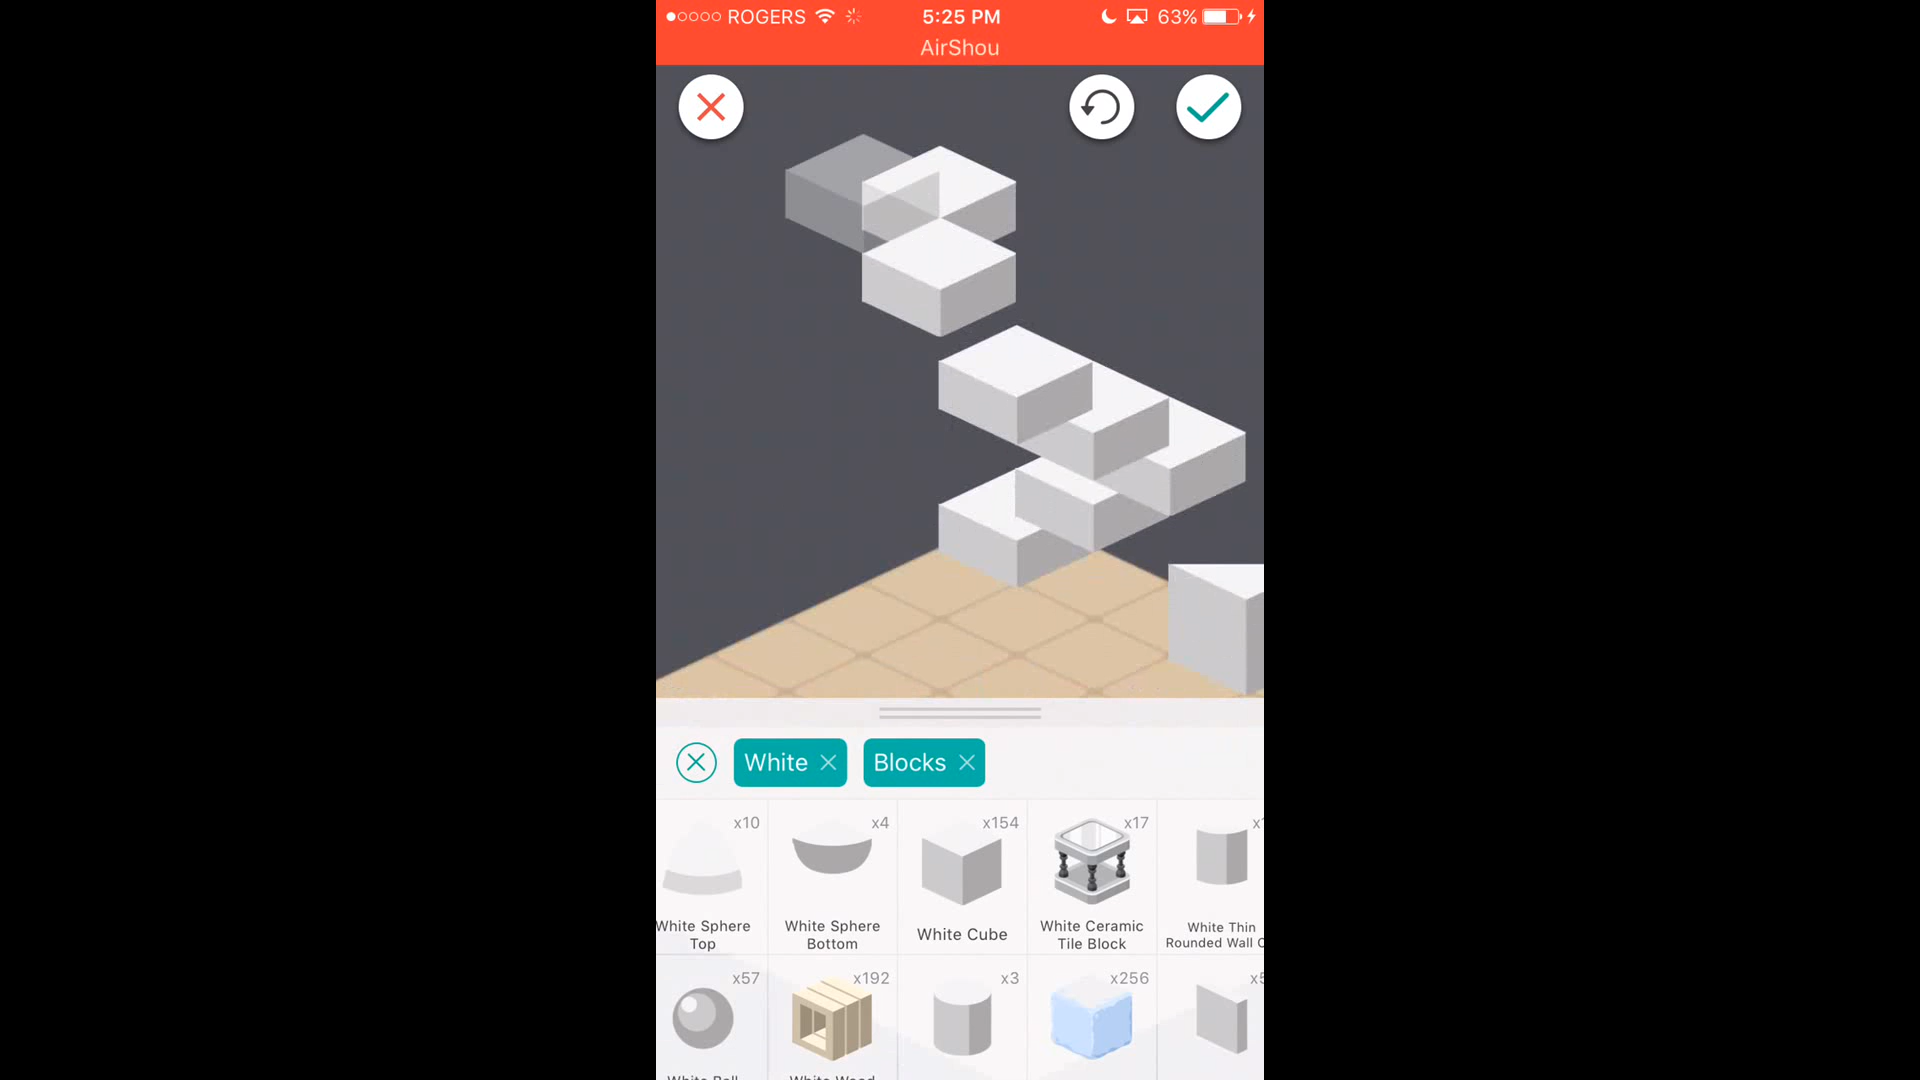 ROGERS 5:25 PM 63%
AirShou
White Blocks
x10 x4 x154 x17
White Sphere Top
White Sphere Bottom
White Cube
White Ceramic Tile Block
White Thin Rounded Wall
x57 x192 x3 x256